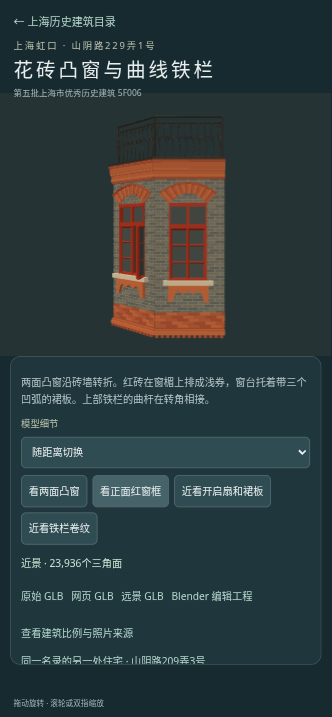 ← 上海历史建筑目录
上海虹口 · 山阴路229弄1号
花砖凸窗与曲线铁栏
第五批上海市优秀历史建筑 5F006
两面凸窗沿砖墙转折。红砖在窗楣上排成浅券，窗台托着带三个
凹弧的裙板。上部铁栏的曲杆在转角相接。
模型细节
随距离切换
看两面凸窗 看正面红窗框 近看开启扇和裙板
近看铁栏卷纹
近景 · 23,936个三角面
原始 GLB 网页 GLB 远景 GLB Blender 编辑工程
查看建筑比例与照片来源
同一名录的另一处住宅 · 山阴路209弄3号
拖动旋转 · 滚轮或双指缩放